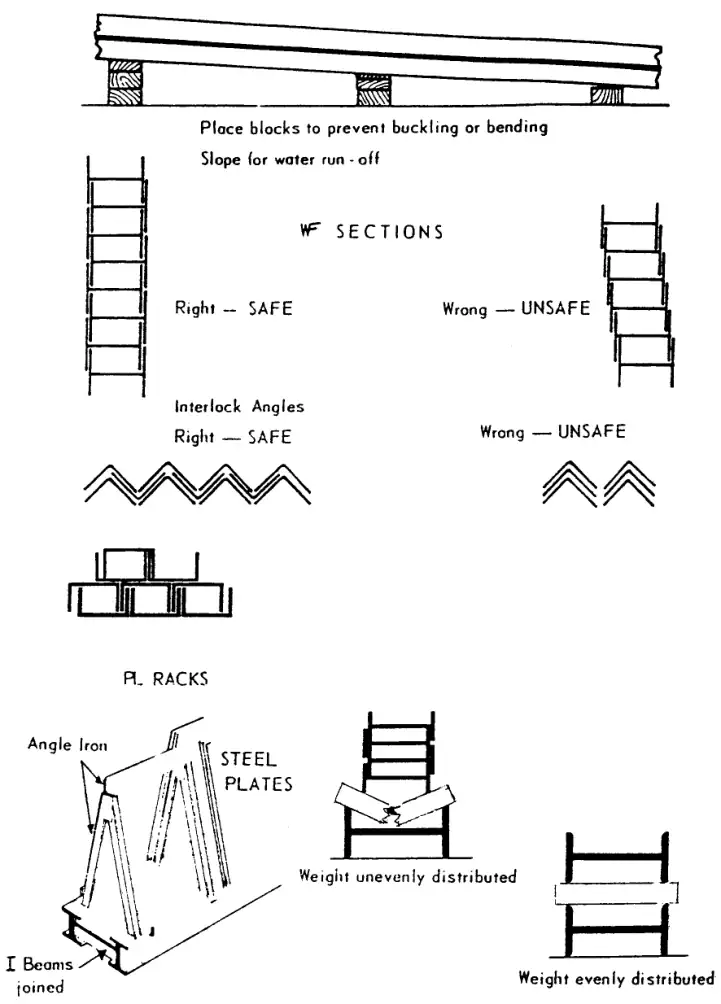 Place blocks to prevent buckling or bending
Slope for water run - off
WF SECTIONS
Right — SAFE
Wrong — UNSAFE
Interlock Angles
Right — SAFE
Wrong — UNSAFE
PL RACKS
Angle Iron
STEEL
PLATES
Weight unevenly distributed
I Beams
joined
Weight evenly distributed